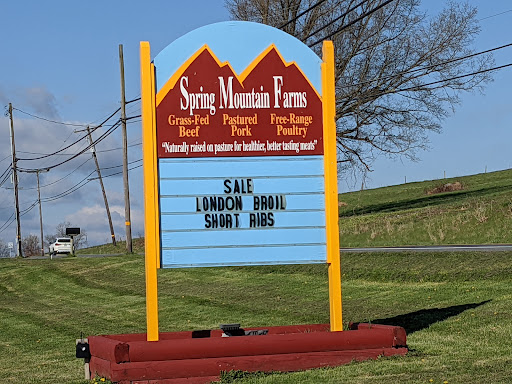 Spring Mountain Farms
Grass-Fed Pastured Free-Range
Beef Pork Poultry
"Naturally raised on pasture for healthier, better tasting meats"
SALE
LONDON BROIL
SHORT RIBS